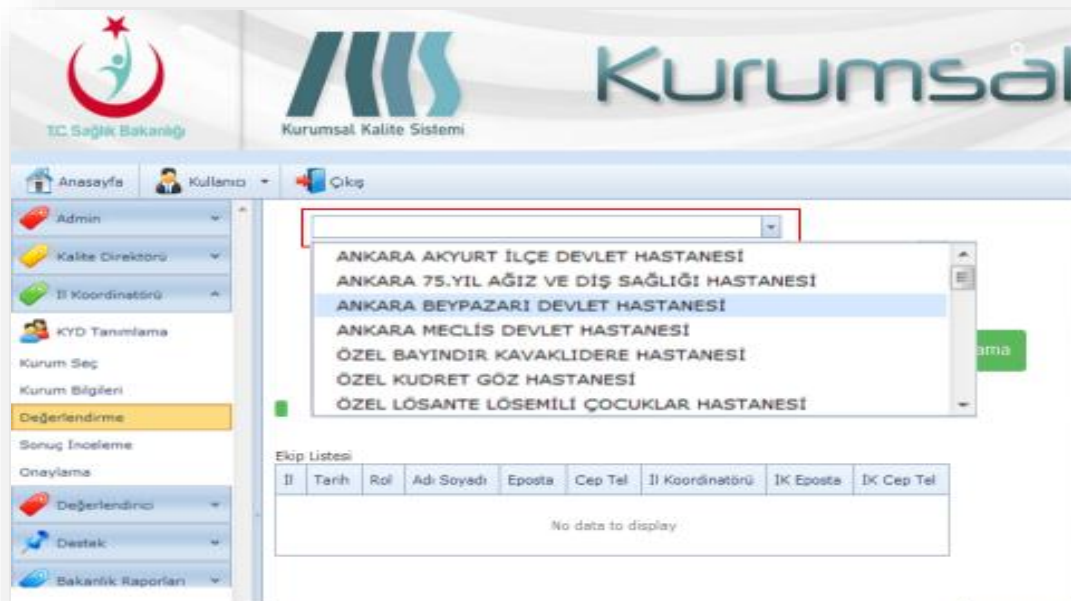 T.C. Sağlık Bakanlığı
Kurumsal Kalite Sistemi
Kurumsal
Anasayfa
Kullanıcı
Çıkış
Admin
Kalite Direktörü
İl Koordinatörü
KYD Tanımlama
Kurum Seç
Kurum Bilgileri
Değerlendirme
Sonuç İnceleme
Onaylama
Değerlendirici
Destek
Bakanlık Raporları
ANKARA AKYURT İLÇE DEVLET HASTANESİ
ANKARA 75.YIL AĞIZ VE DİŞ SAĞLIĞI HASTANESİ
ANKARA BEYPAZARI DEVLET HASTANESİ
ANKARA MECLİS DEVLET HASTANESİ
ÖZEL BAYINDIR KAVAKLIDERE HASTANESİ
ÖZEL KUDRET GÖZ HASTANESİ
ÖZEL LÖSANTE LÖSEMİLİ ÇOCUKLAR HASTANESİ
ama
Ekip Listesi
İl Tarih Rol Adı Soyadı Eposta Cep Tel İl Koordinatörü İK Eposta İK Cep Tel
No data to display